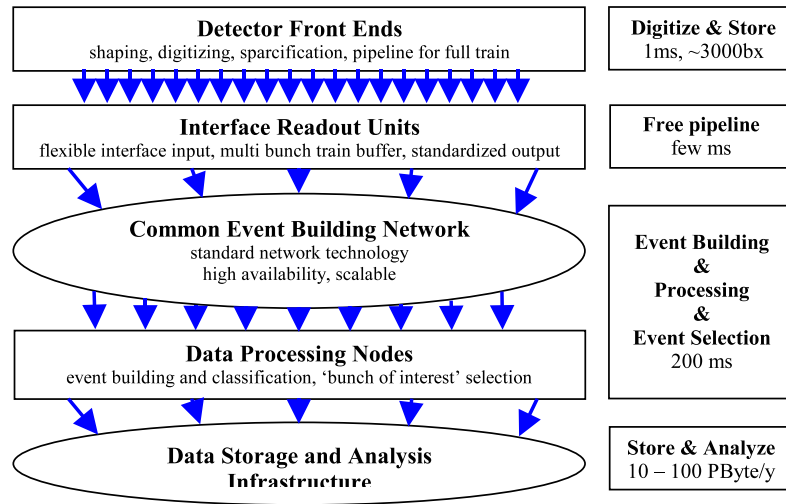 Detector Front Ends
shaping, digitizing, sparcification, pipeline for full train
Digitize & Store
1ms, ~3000bx
Interface Readout Units
flexible interface input, multi bunch train buffer, standardized output
Free pipeline
few ms
Common Event Building Network
standard network technology
high availability, scalable
Event Building
&
Processing
&
Event Selection
200 ms
Data Processing Nodes
event building and classification, ‘bunch of interest’ selection
Data Storage and Analysis
Infrastructure
Store & Analyze
10 – 100 PByte/y